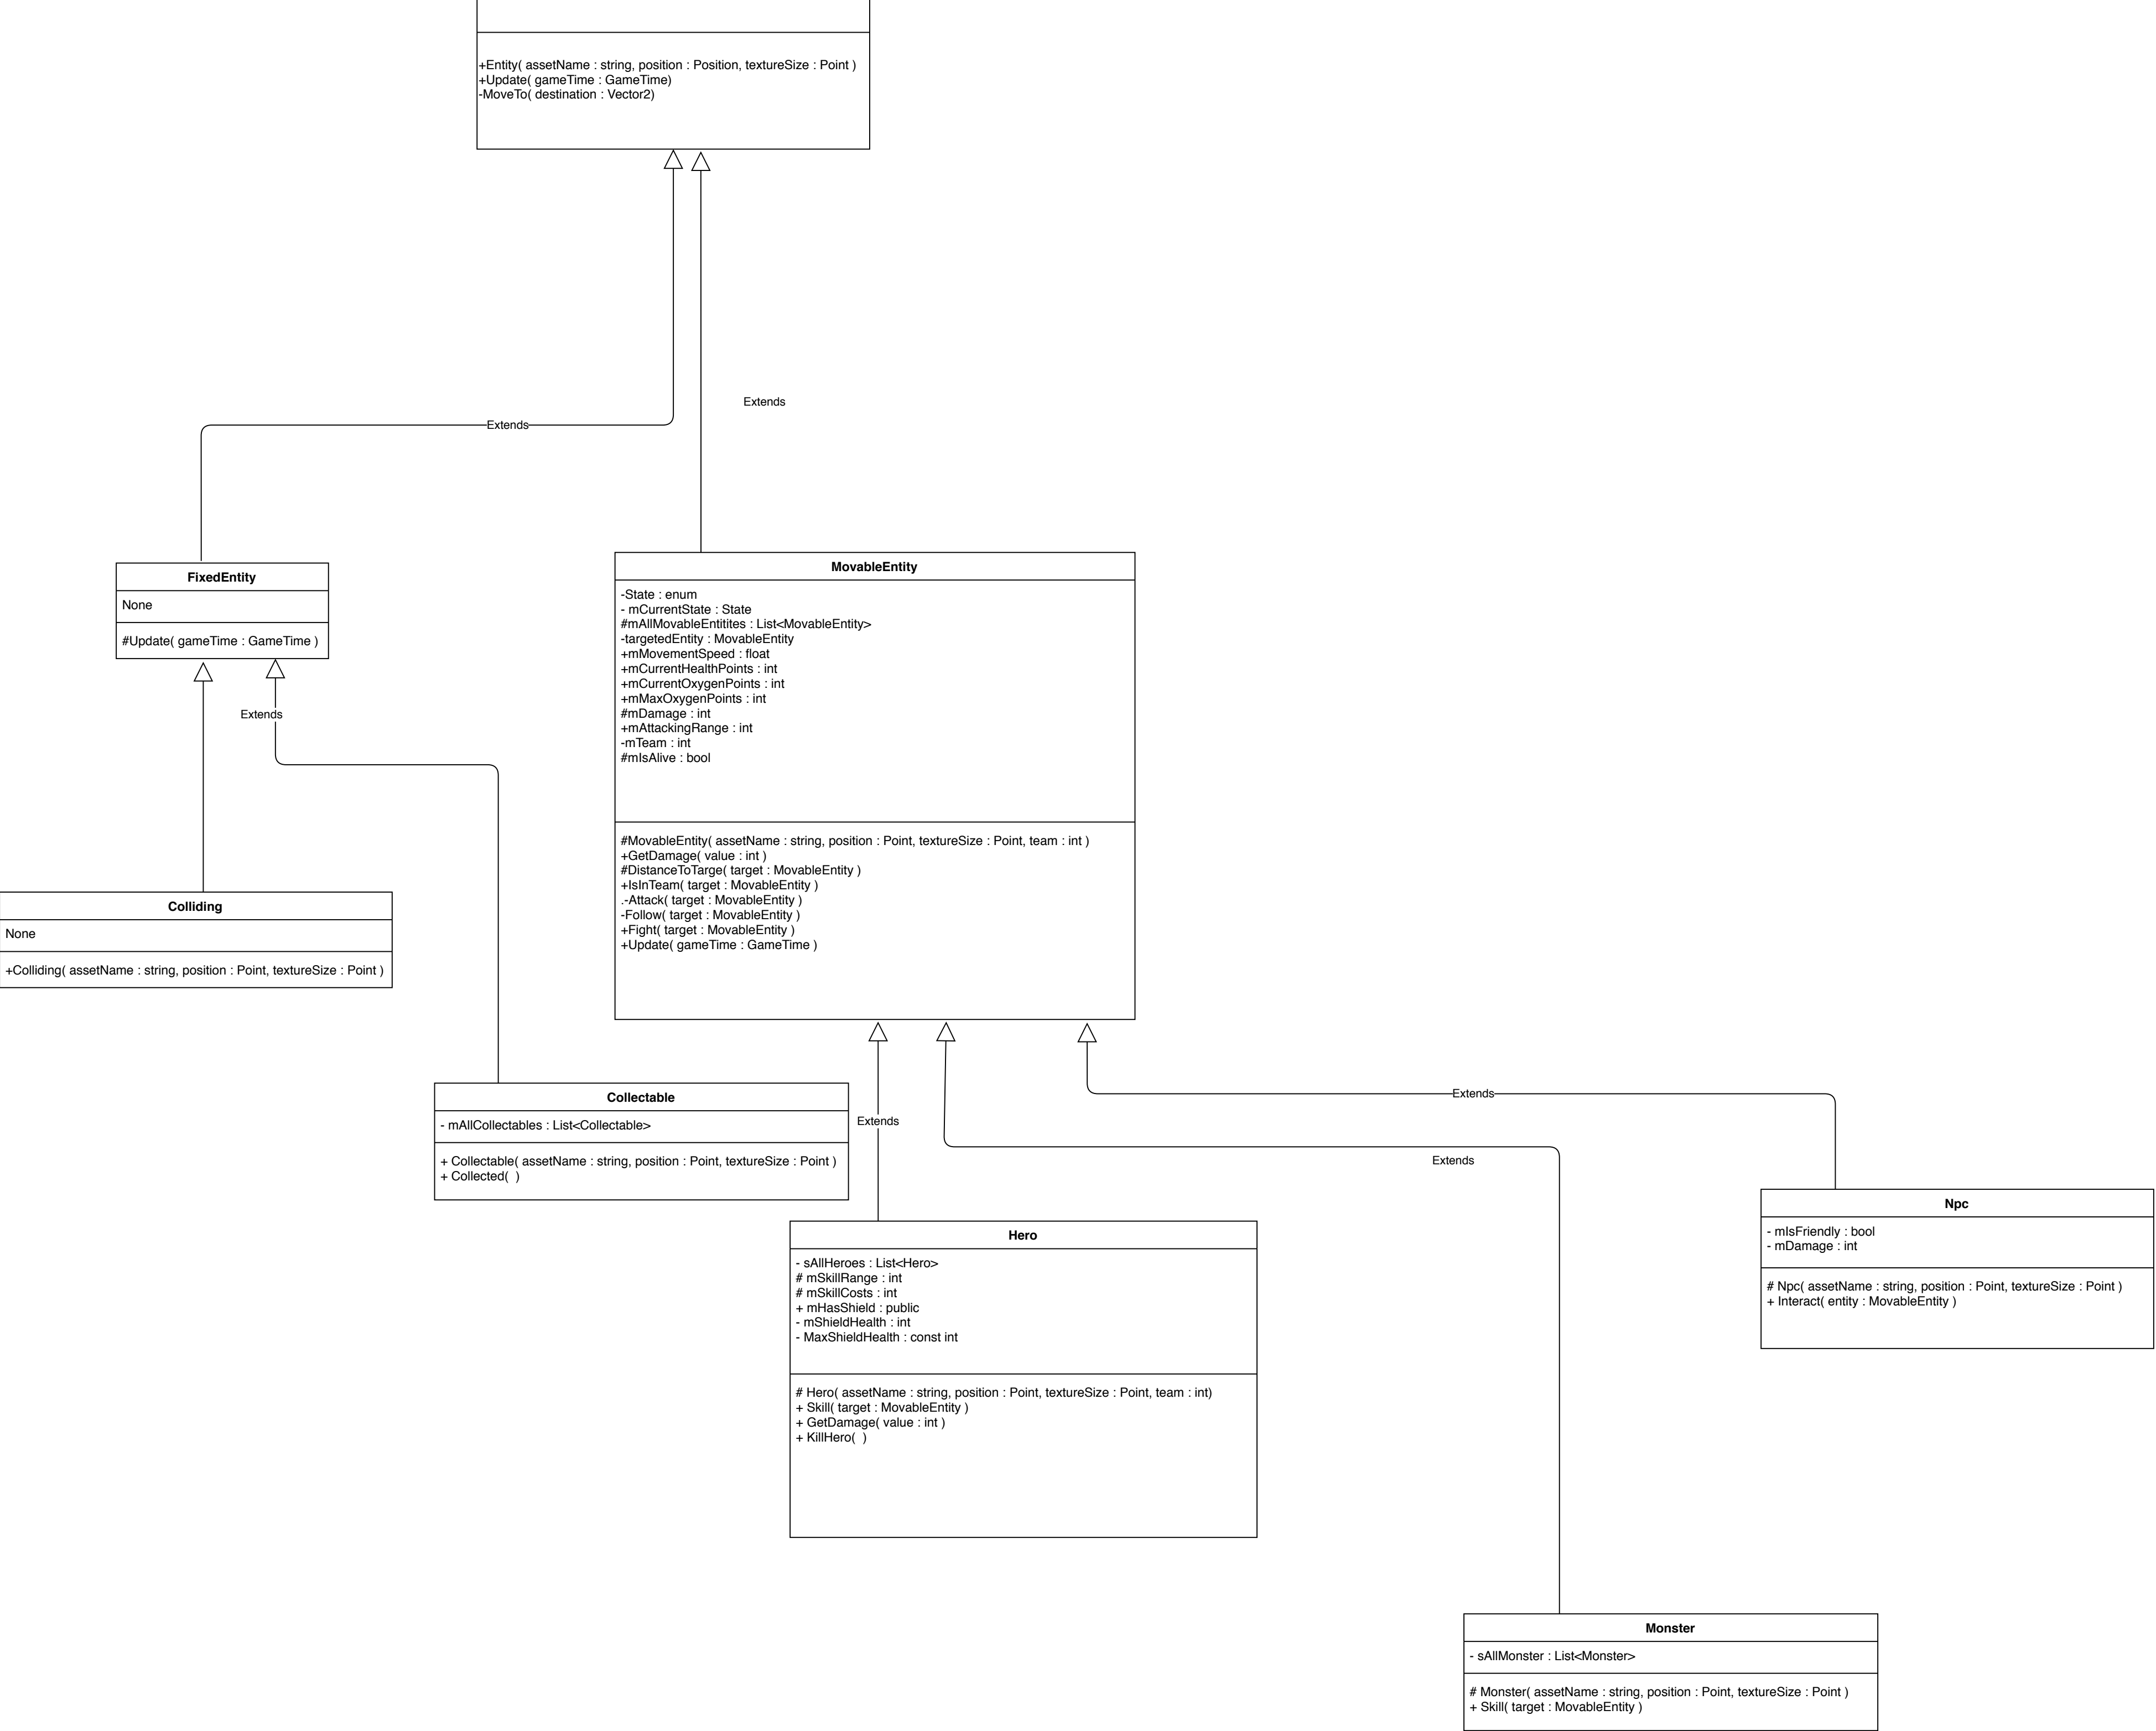 +Entity( assetName : string, position : Position, textureSize : Point )
+Update( gameTime : GameTime)
-MoveTo( destination : Vector2)
Extends
Extends
FixedEntity
None
#Update( gameTime : GameTime )
MovableEntity
-State : enum
- mCurrentState : State
#mAllMovableEntitites : List<MovableEntity>
-targetedEntity : MovableEntity
+mMovementSpeed : float
+mCurrentHealthPoints : int
+mCurrentOxygenPoints : int
+mMaxOxygenPoints : int
#mDamage : int
+mAttackingRange : int
-mTeam : int
#mIsAlive : bool
#MovableEntity( assetName : string, position : Point, textureSize : Point, team : int )
+GetDamage( value : int )
#DistanceToTarge( target : MovableEntity )
+IsInTeam( target : MovableEntity )
.-Attack( target : MovableEntity )
-Follow( target : MovableEntity )
+Fight( target : MovableEntity )
+Update( gameTime : GameTime )
Extends
Colliding
None
+Colliding( assetName : string, position : Point, textureSize : Point )
Collectable
- mAllCollectables : List<Collectable>
+ Collectable( assetName : string, position : Point, textureSize : Point )
+ Collected(  )
Extends
Extends
Extends
Hero
- sAllHeroes : List<Hero>
# mSkillRange : int
# mSkillCosts : int
+ mHasShield : public
- mShieldHealth : int
- MaxShieldHealth : const int
# Hero( assetName : string, position : Point, textureSize : Point, team : int)
+ Skill( target : MovableEntity )
+ GetDamage( value : int )
+ KillHero(  )
Npc
- mIsFriendly : bool
- mDamage : int
# Npc( assetName : string, position : Point, textureSize : Point )
+ Interact( entity : MovableEntity )
Monster
- sAllMonster : List<Monster>
# Monster( assetName : string, position : Point, textureSize : Point )
+ Skill( target : MovableEntity )